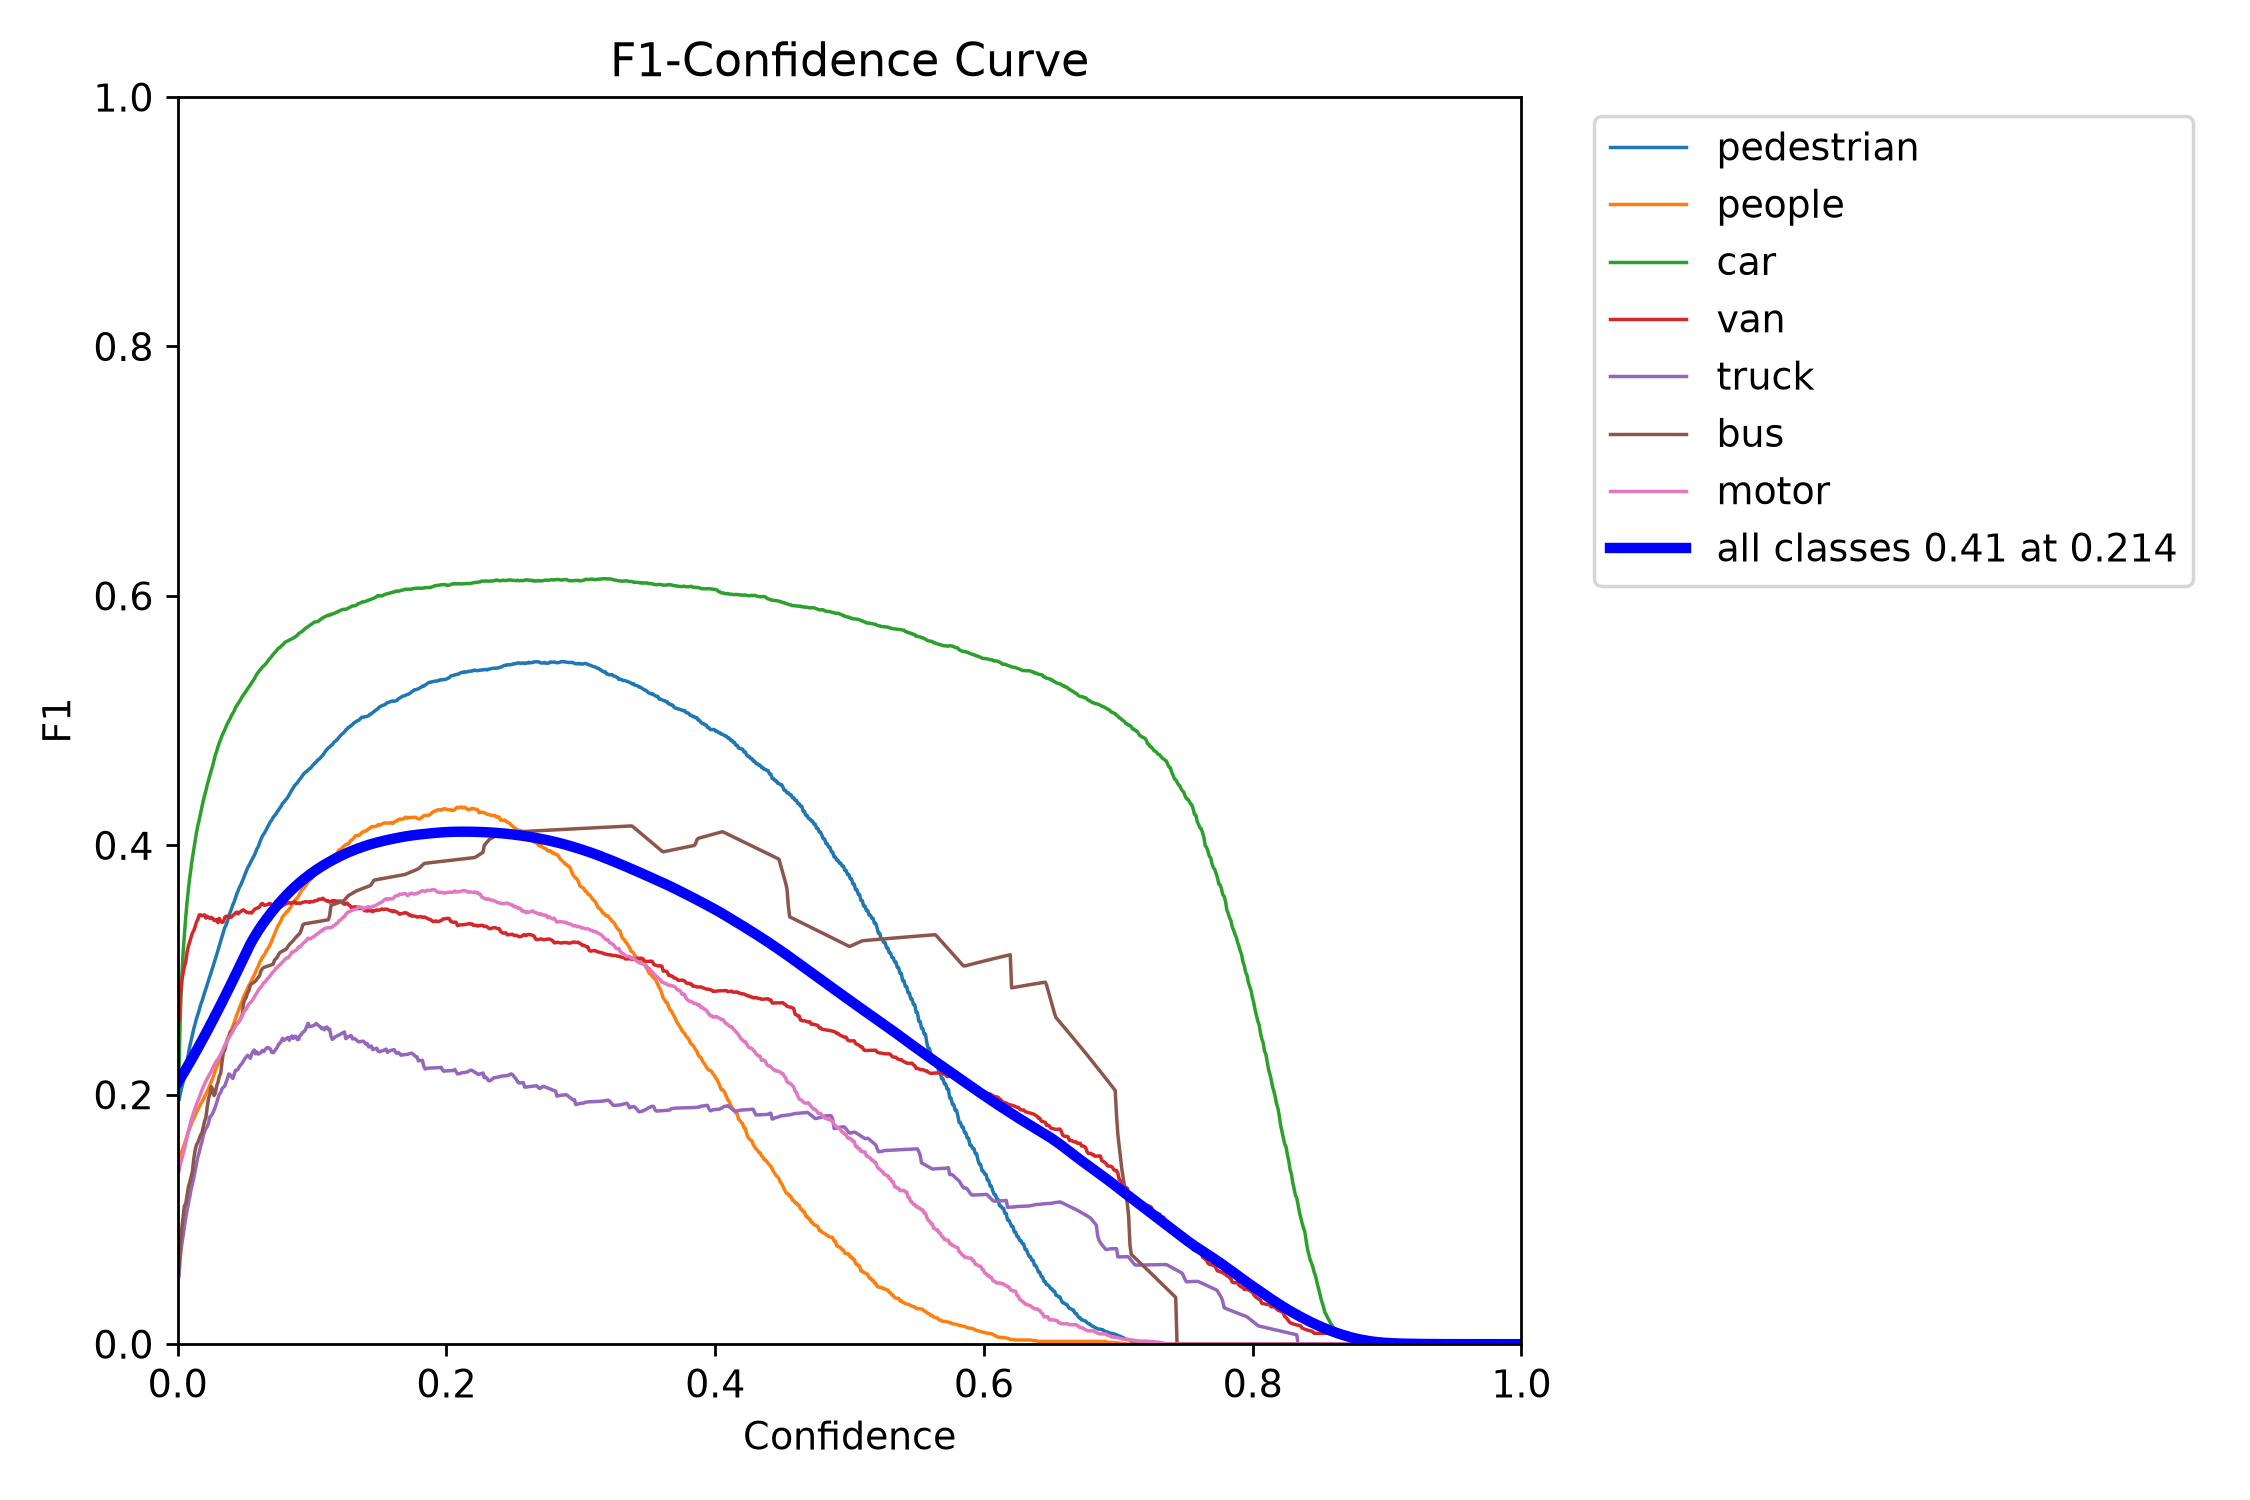 F1-Confidence Curve
1.0
0.8
0.6
0.4
0.2
0.0
F1
0.0 0.2 0.4 0.6 0.8 1.0
Confidence
pedestrian
people
car
van
truck
bus
motor
all classes 0.41 at 0.214